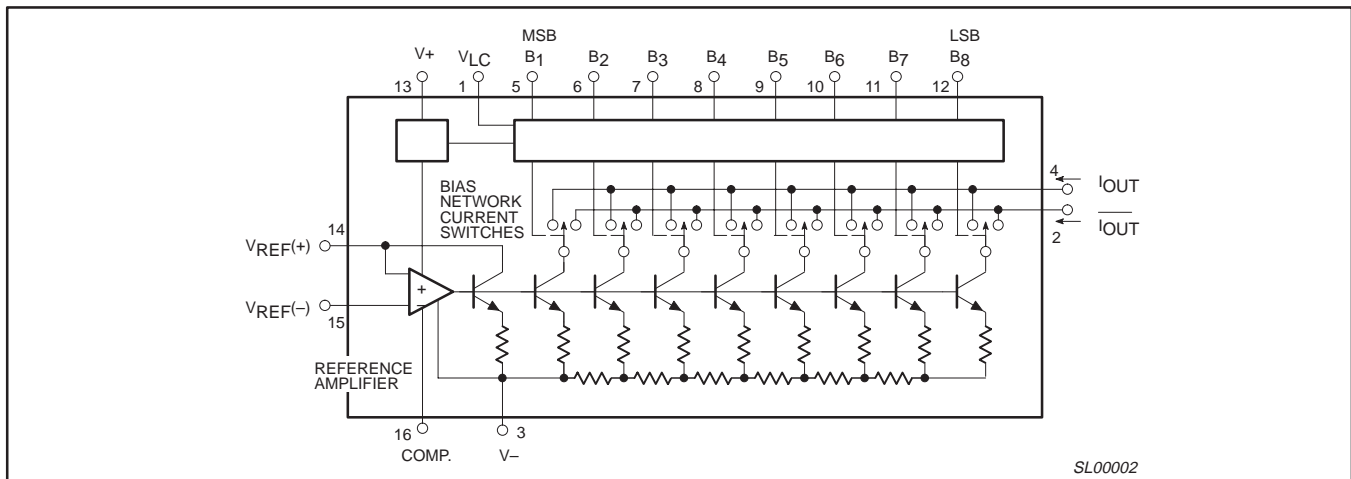 MSB LSB
V+ VLC B1 B2 B3 B4 B5 B6 B7 B8
13 1 5 6 7 8 9 10 11 12
4
IOUT
BIAS
NETWORK
CURRENT
SWITCHES
IOUT
2
14
VREF(+)
+
–
VREF(–)
15
REFERENCE
AMPLIFIER
16 3
COMP. V–
SL00002